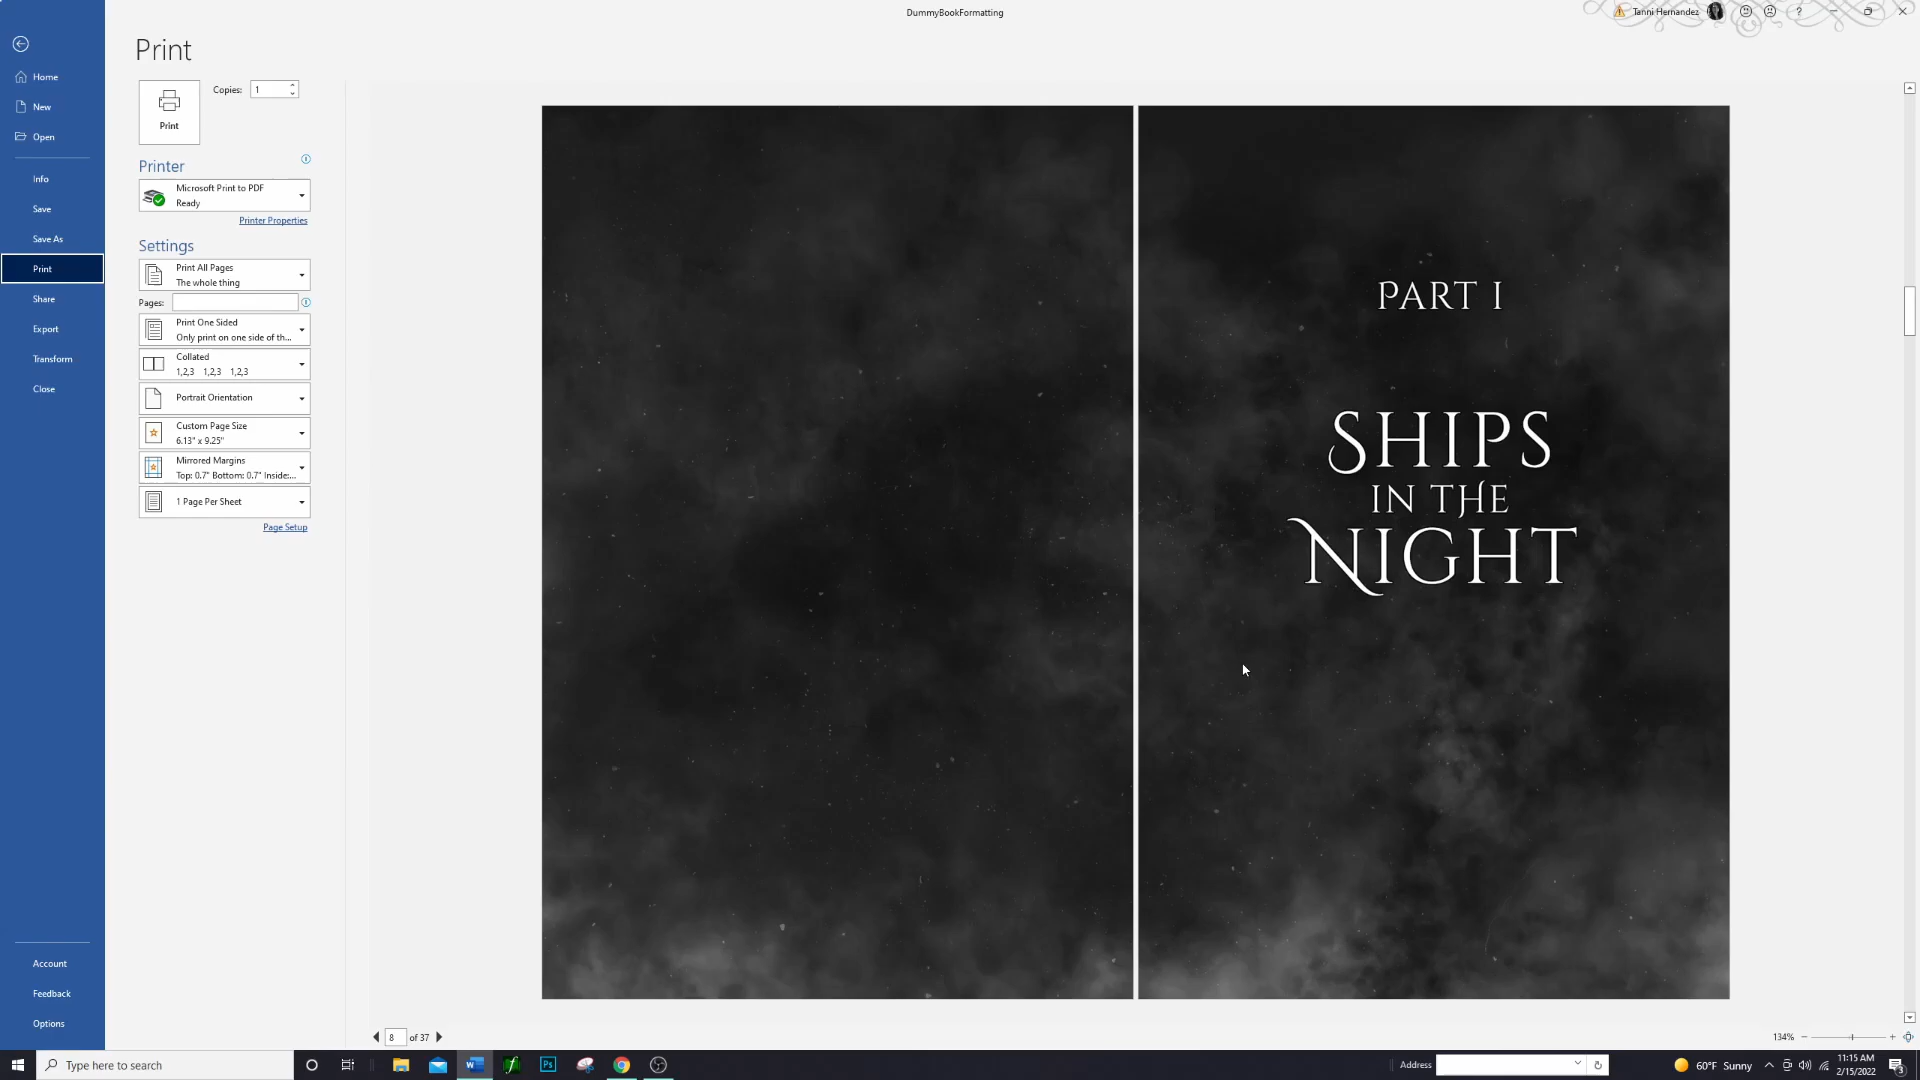 DummyBookFormatting
Tanni Hernandez
?
Home
New
Open
Info
Save
Save As
Print
Share
Export
Transform
Close
Account
Feedback
Options
Print
Print
Copies: 1
Printer
Microsoft Print to PDF
Ready
Printer Properties
Settings
Print All Pages
The whole thing
Pages:
Print One Sided
Only print on one side of th...
Collated
1,2,3 1,2,3 1,2,3
Portrait Orientation
Custom Page Size
6.13" x 9.25"
Mirrored Margins
Top: 0.7" Bottom: 0.7" Inside:...
1 Page Per Sheet
Page Setup
PART I
SHIPS
IN THE
NIGHT
8 of 37
134%
Type here to search
W
Ps
Address
60°F Sunny
11:15 AM
2/15/2022
3